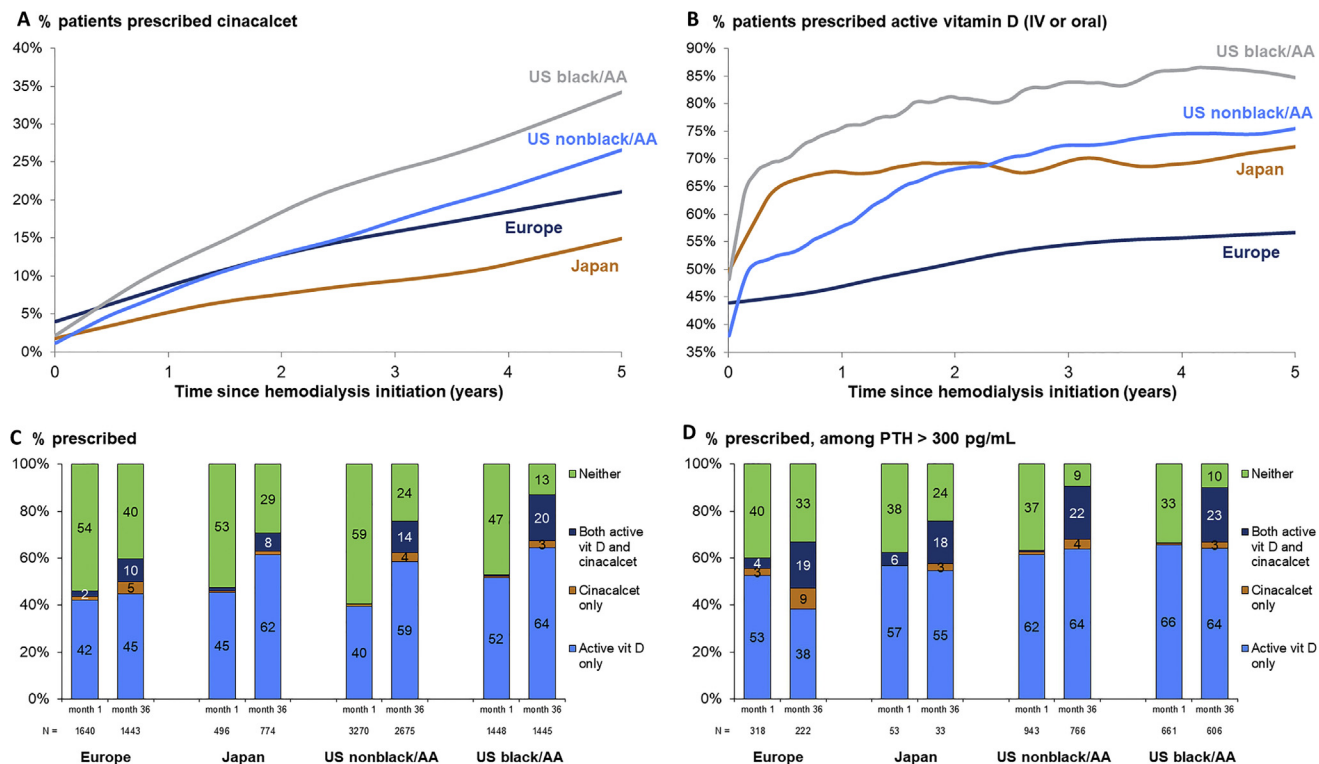 A % patients prescribed cinacalcet
40%
35%
30%
25%
20%
15%
10%
5%
0%
US black/AA
US nonblack/AA
Europe
Japan
0 1 2 3 4 5
Time since hemodialysis initiation (years)
B % patients prescribed active vitamin D (IV or oral)
90%
85%
80%
75%
70%
65%
60%
55%
50%
45%
40%
35%
US black/AA
US nonblack/AA
Japan
Europe
0 1 2 3 4 5
Time since hemodialysis initiation (years)
C % prescribed
100%
80%
60%
40%
20%
0%
54 40 53 29 59 24 47 13
2 10 8 14 20
5 4 3
42 45 45 62 40 59 52 64
Neither
Both active
vit D and
cinacalcet
Cinacalcet
only
Active vit D
only
month 1 month 36 month 1 month 36 month 1 month 36 month 1 month 36
N = 1640 1443 496 774 3270 2675 1448 1445
Europe Japan US nonblack/AA US black/AA
D % prescribed, among PTH > 300 pg/mL
100%
80%
60%
40%
20%
0%
40 33 38 24 37 9 33 10
4 19 6 18 22 23
3 9 3 4 3
53 38 57 55 62 64 66 64
Neither
Both active
vit D and
cinacalcet
Cinacalcet
only
Active vit D
only
month 1 month 36 month 1 month 36 month 1 month 36 month 1 month 36
N = 318 222 53 33 943 766 661 606
Europe Japan US nonblack/AA US black/AA